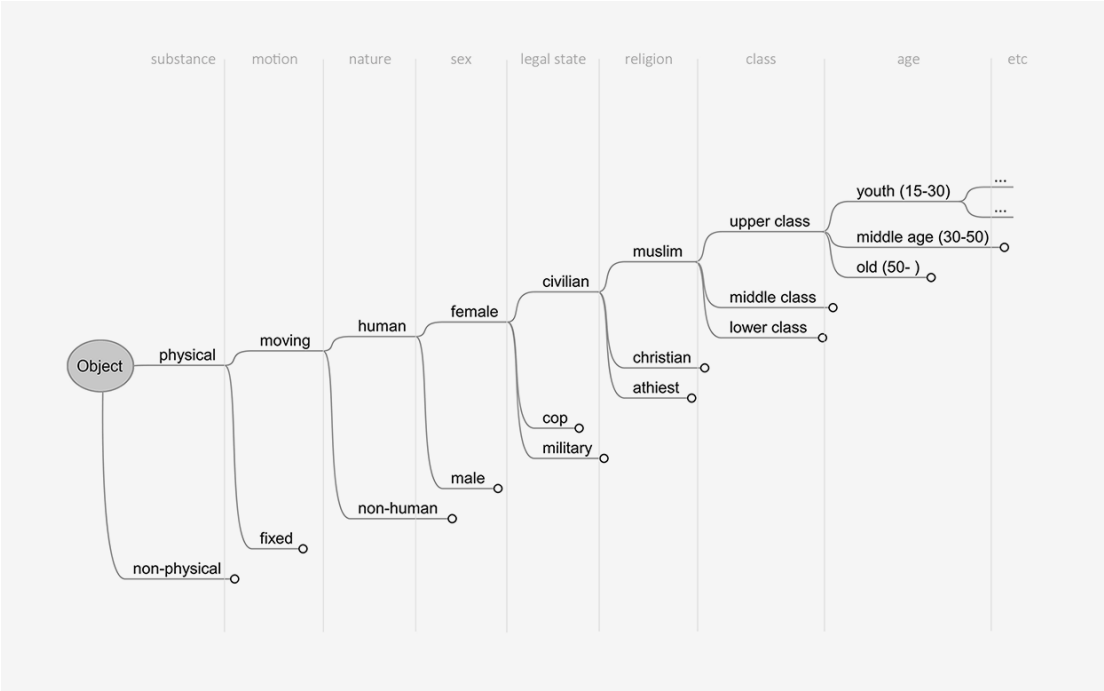 substance motion nature sex legal state religion class age etc
...
youth (15-30)
...
upper class
middle age (30-50)
muslim
old (50- )
civilian
middle class
female
lower class
human
moving
physical
christian
Object
athiest
cop
military
male
non-human
fixed
non-physical